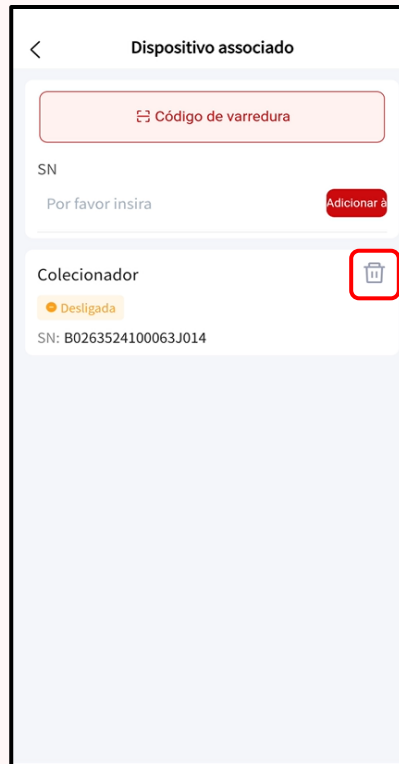 Dispositivo associado
Código de varredura
SN
Por favor insira
Adicionar à
Colecionador
Desligada
SN: B0263524100063J014